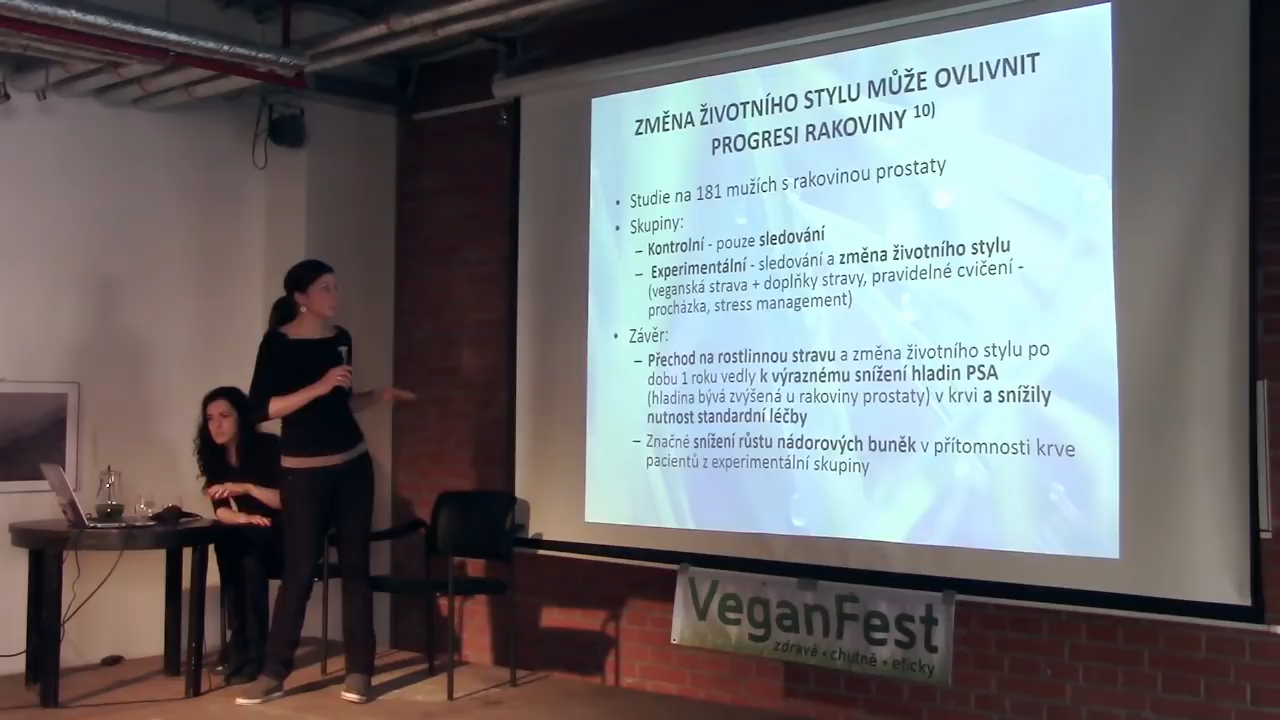 ZMĚNA ŽIVOTNÍHO STYLU MŮŽE OVLIVNIT
PROGRESI RAKOVINY 10)
• Studie na 181 mužích s rakovinou prostaty
• Skupiny:
– Kontrolní - pouze sledování
– Experimentální - sledování a změna životního stylu
(veganská strava + doplňky stravy, pravidelné cvičení -
procházka, stress management)
• Závěr:
– Přechod na rostlinnou stravu a změna životního stylu po
dobu 1 roku vedly k výraznému snížení hladin PSA
(hladina bývá zvýšená u rakoviny prostaty) v krvi a snížily
nutnost standardní léčby
– Značné snížení růstu nádorových buněk v přítomnosti krve
pacientů z experimentální skupiny
VeganFest
zdravě • chutně • eticky